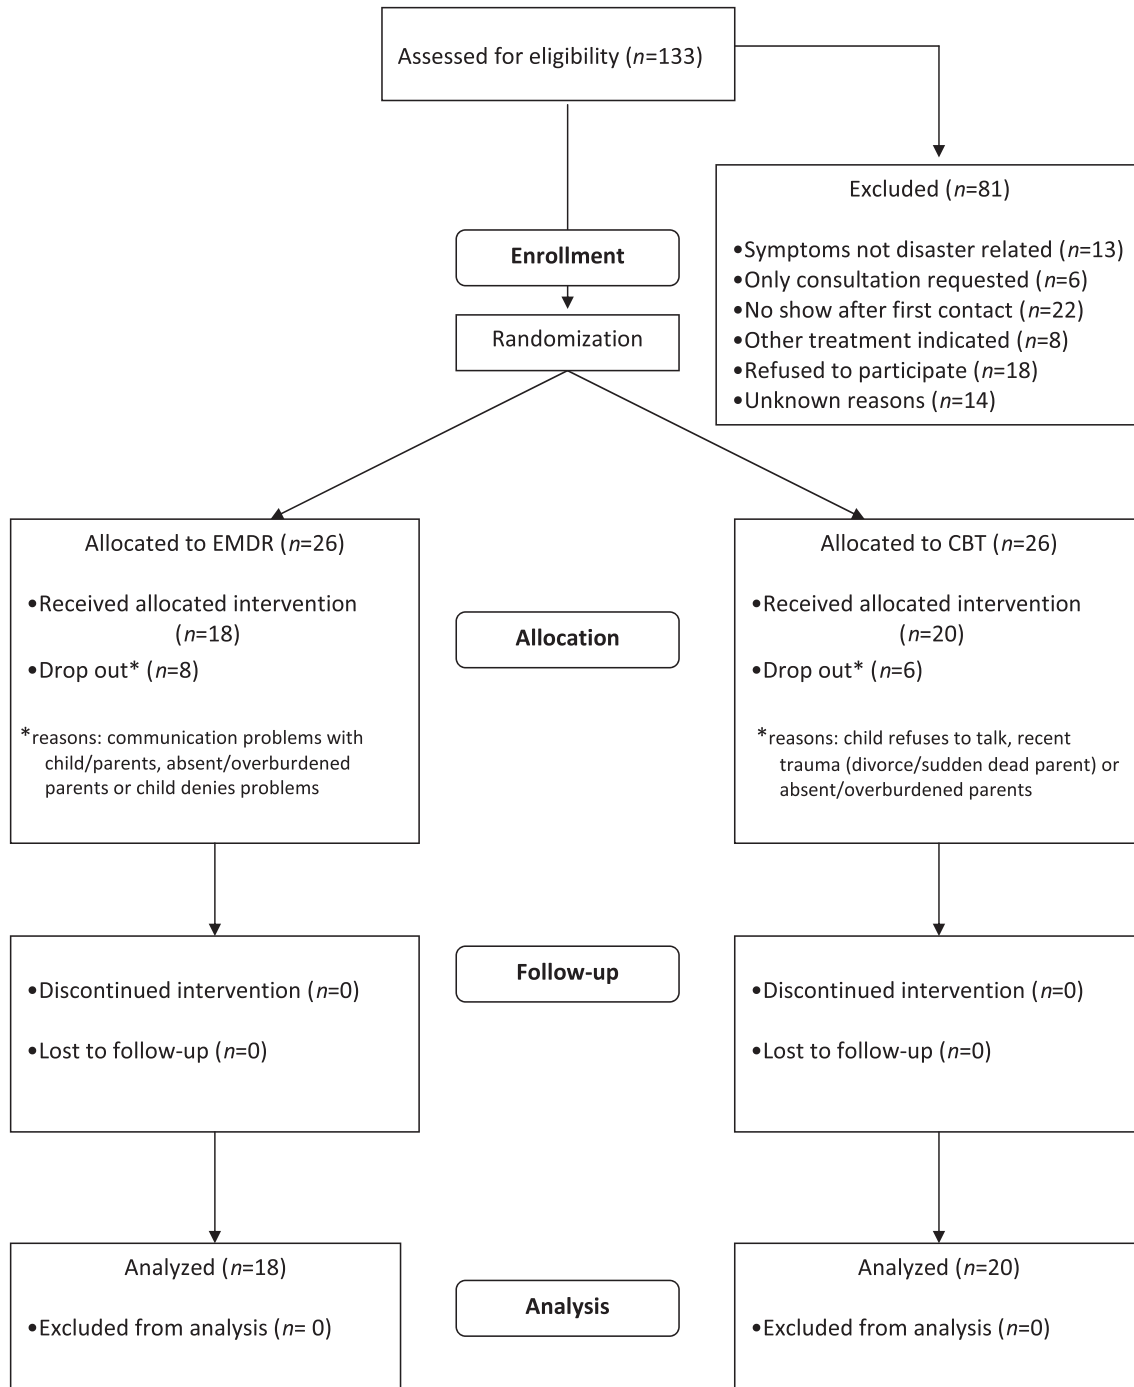 Assessed for eligibility (n=133)
Excluded (n=81)
•Symptoms not disaster related (n=13)
•Only consultation requested (n=6)
•No show after first contact (n=22)
•Other treatment indicated (n=8)
•Refused to participate (n=18)
•Unknown reasons (n=14)
Enrollment
Randomization
Allocated to EMDR (n=26)
•Received allocated intervention
(n=18)
•Drop out* (n=8)
*reasons: communication problems with
child/parents, absent/overburdened
parents or child denies problems
Allocation
Allocated to CBT (n=26)
•Received allocated intervention
(n=20)
•Drop out* (n=6)
*reasons: child refuses to talk, recent
trauma (divorce/sudden dead parent) or
absent/overburdened parents
•Discontinued intervention (n=0)
•Lost to follow-up (n=0)
Follow-up
•Discontinued intervention (n=0)
•Lost to follow-up (n=0)
Analyzed (n=18)
•Excluded from analysis (n= 0)
Analysis
Analyzed (n=20)
•Excluded from analysis (n=0)